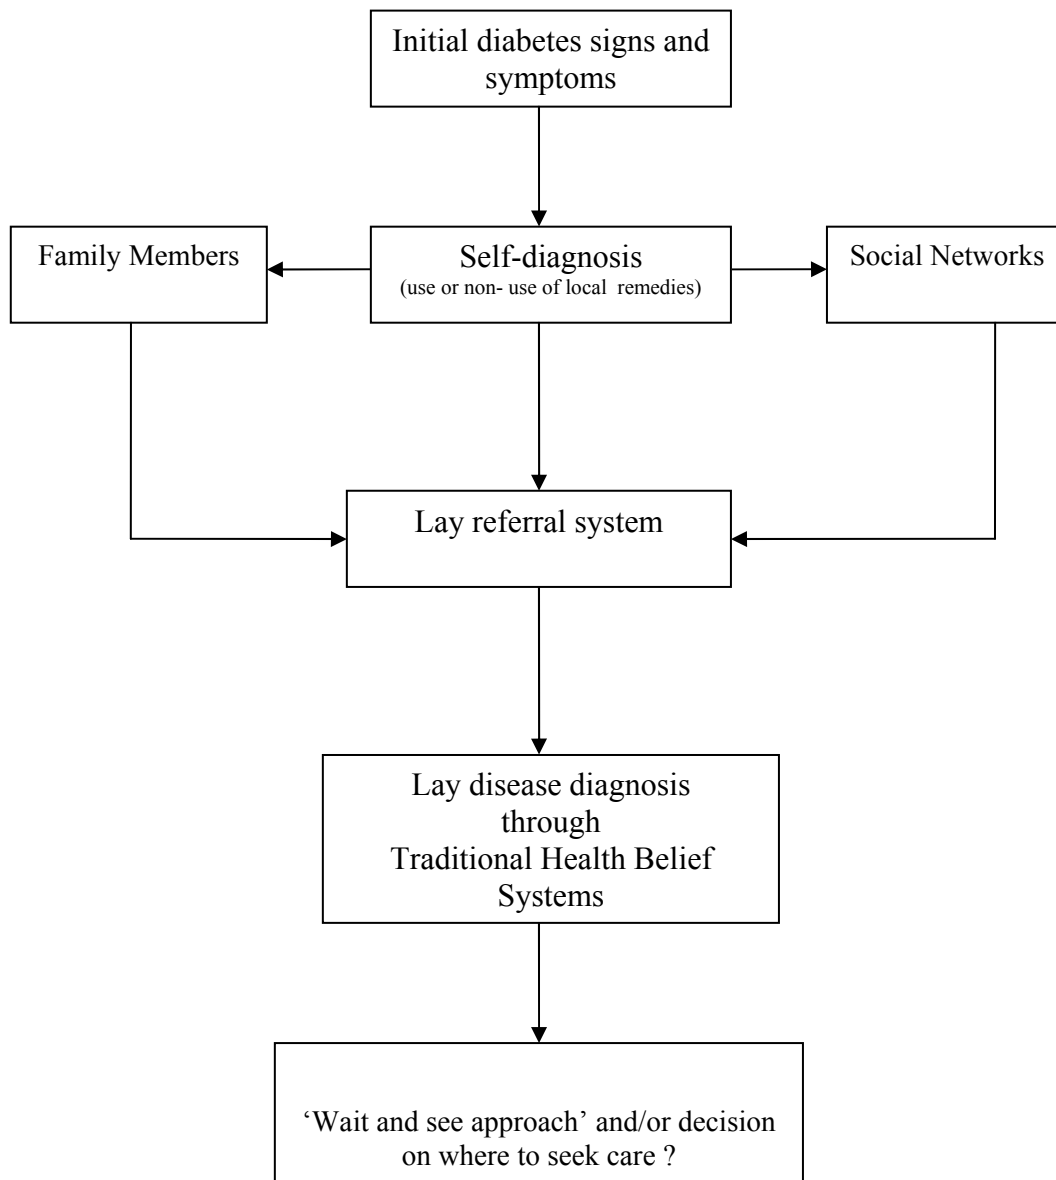 Initial diabetes signs and
symptoms
Family Members
Self-diagnosis
(use or non- use of local remedies)
Social Networks
Lay referral system
Lay disease diagnosis
through
Traditional Health Belief
Systems
‘Wait and see approach’ and/or decision
on where to seek care ?